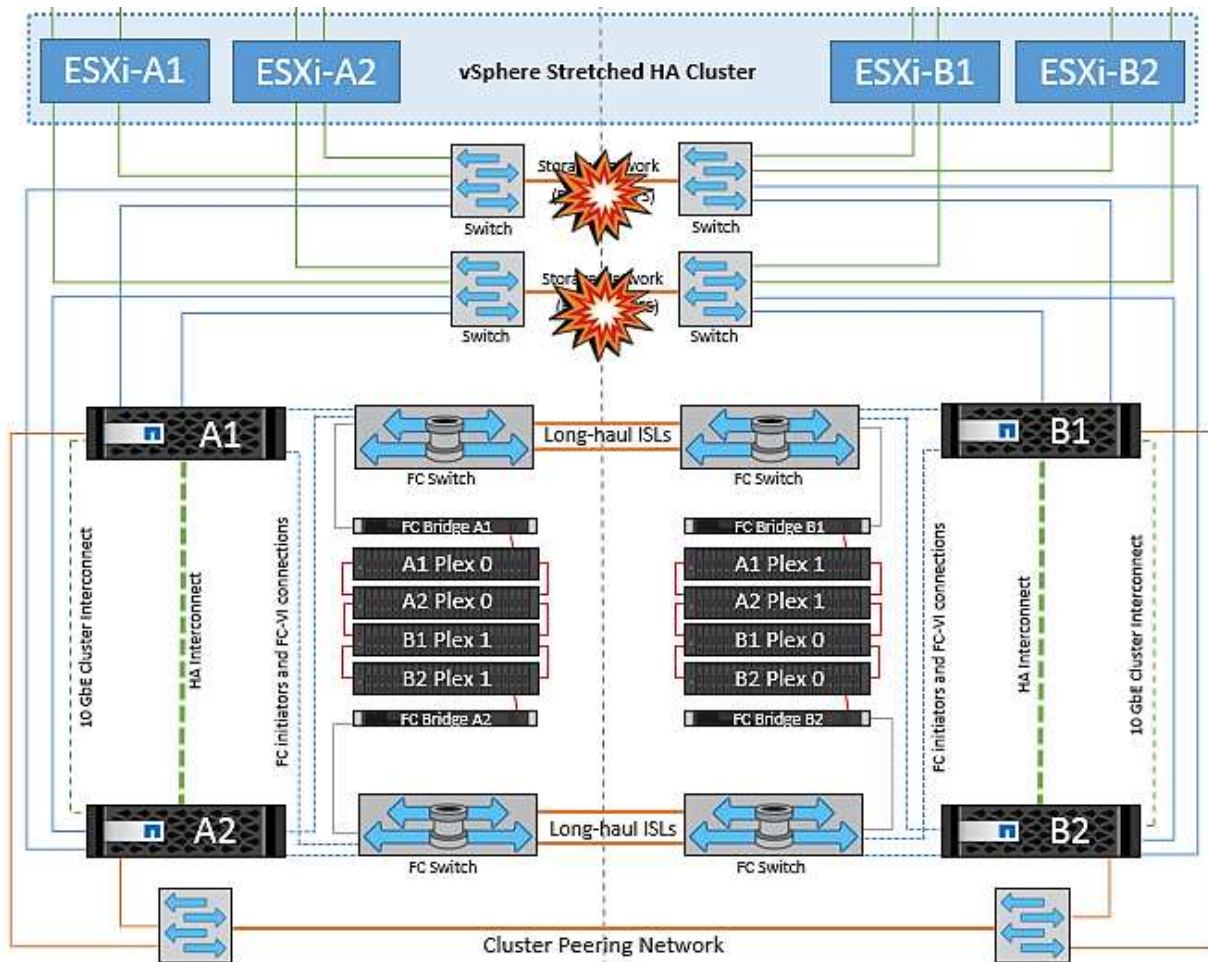 ESXi-A1
ESXi-A2
vSphere Stretched HA Cluster
ESXi-B1
ESXi-B2
Switch
Switch
Switch
Switch
A1
Long-haul ISLs
B1
FC Switch
FC Switch
FC Bridge A1
FC Bridge B1
A1 Plex 0
A1 Plex 1
A2 Plex 0
A2 Plex 1
B1 Plex 1
B1 Plex 0
B2 Plex 1
B2 Plex 0
FC Bridge A2
FC Bridge B2
10 GbE Cluster Interconnect
HA Interconnect
FC initiators and FC-VI connections
FC initiators and FC-VI connections
HA Interconnect
10 GbE Cluster Interconnect
A2
Long-haul ISLs
B2
FC Switch
FC Switch
Cluster Peering Network